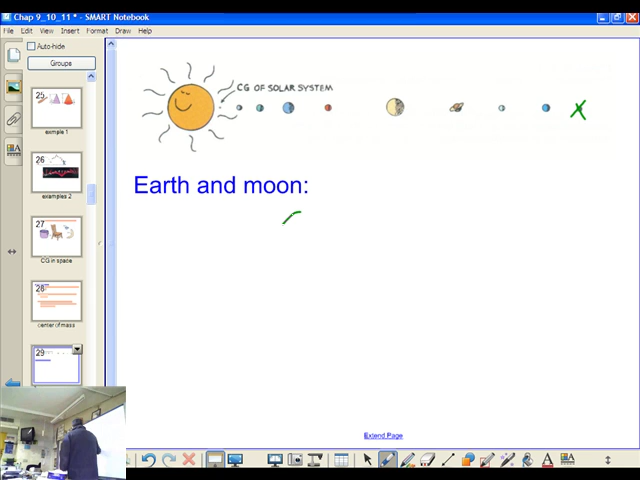 Chap 9_10_11 * - SMART Notebook
File Edit View Insert Format Draw Help
Auto-hide
Groups
25
example 1
26
examples 2
27
CG in space
28
center of mass
29
CG OF SOLAR SYSTEM
Earth and moon:
Extend Page